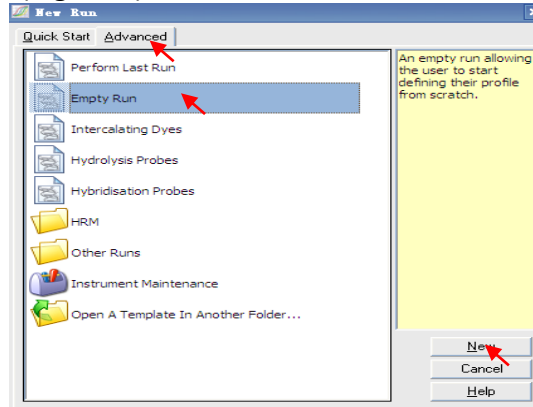 New Run
Quick Start Advanced
Perform Last Run
Empty Run
Intercalating Dyes
Hydrolysis Probes
Hybridisation Probes
HRM
Other Runs
Instrument Maintenance
Open A Template In Another Folder...
An empty run allowing
the user to start
defining their profile
from scratch.
New
Cancel
Help